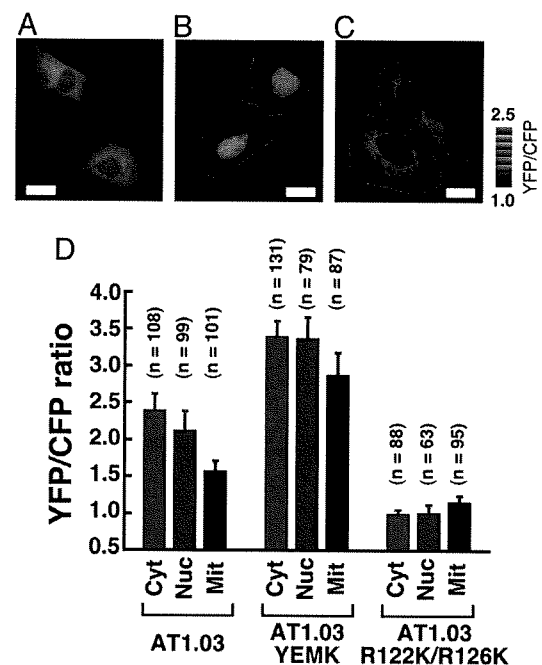 A B C
2.5
YFP/CFP
1.0
D
YFP/CFP ratio
4.0
3.5
3.0
2.5
2.0
1.5
1.0
0.5
(n = 108)
(n = 99)
(n = 101)
(n = 131)
(n = 79)
(n = 87)
(n = 88)
(n = 63)
(n = 95)
Cyt Nuc Mit Cyt Nuc Mit Cyt Nuc Mit
AT1.03
AT1.03
YEMK
AT1.03
R122K/R126K